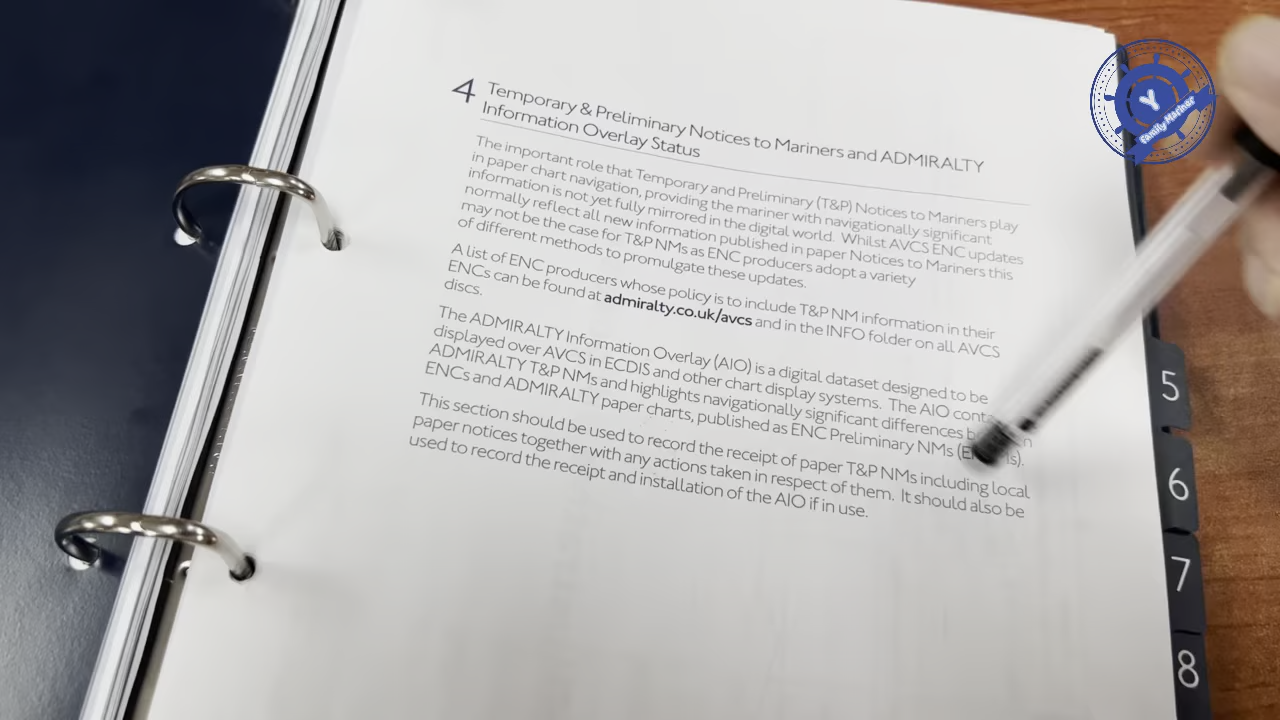 4 Temporary & Preliminary Notices to Mariners and ADMIRALTY
Information Overlay Status
The important role that Temporary and Preliminary (T&P) Notices to Mariners play
in paper chart navigation, providing the mariner with navigationally significant
information is not yet fully mirrored in the digital world. Whilst AVCS ENC updates
normally reflect all new information published in paper Notices to Mariners this
may not be the case for T&P NMs as ENC producers adopt a variety
of different methods to promulgate these updates.
A list of ENC producers whose policy is to include T&P NM information in their
ENCs can be found at admiralty.co.uk/avcs and in the INFO folder on all AVCS
discs.
The ADMIRALTY Information Overlay (AIO) is a digital dataset designed to be
displayed over AVCS in ECDIS and other chart display systems. The AIO
ADMIRALTY T&P NMs and highlights navigationally significant differences
ENCs and ADMIRALTY paper charts, published as ENC Preliminary NMs
This section should be used to record the receipt of paper T&P NMs including local
paper notices together with any actions taken in respect of them. It should also be
used to record the receipt and installation of the AIO if in use.
5
6
7
8
Y
Family Mariner